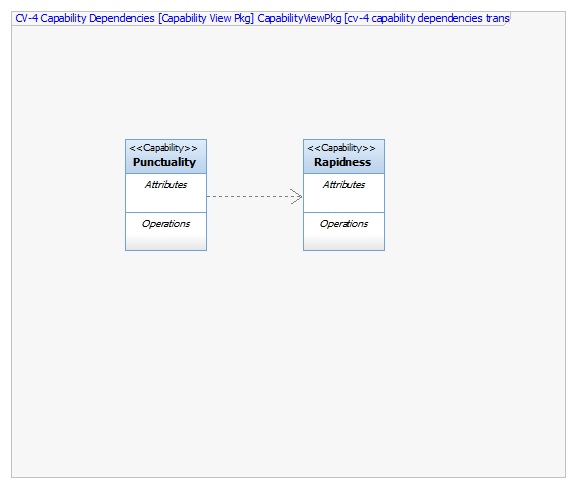 CV-4 Capability Dependencies [Capability View Pkg] CapabilityViewPkg [cv-4 capability dependencies trans
<<Capability>>
Punctuality
Attributes
Operations
<<Capability>>
Rapidness
Attributes
Operations